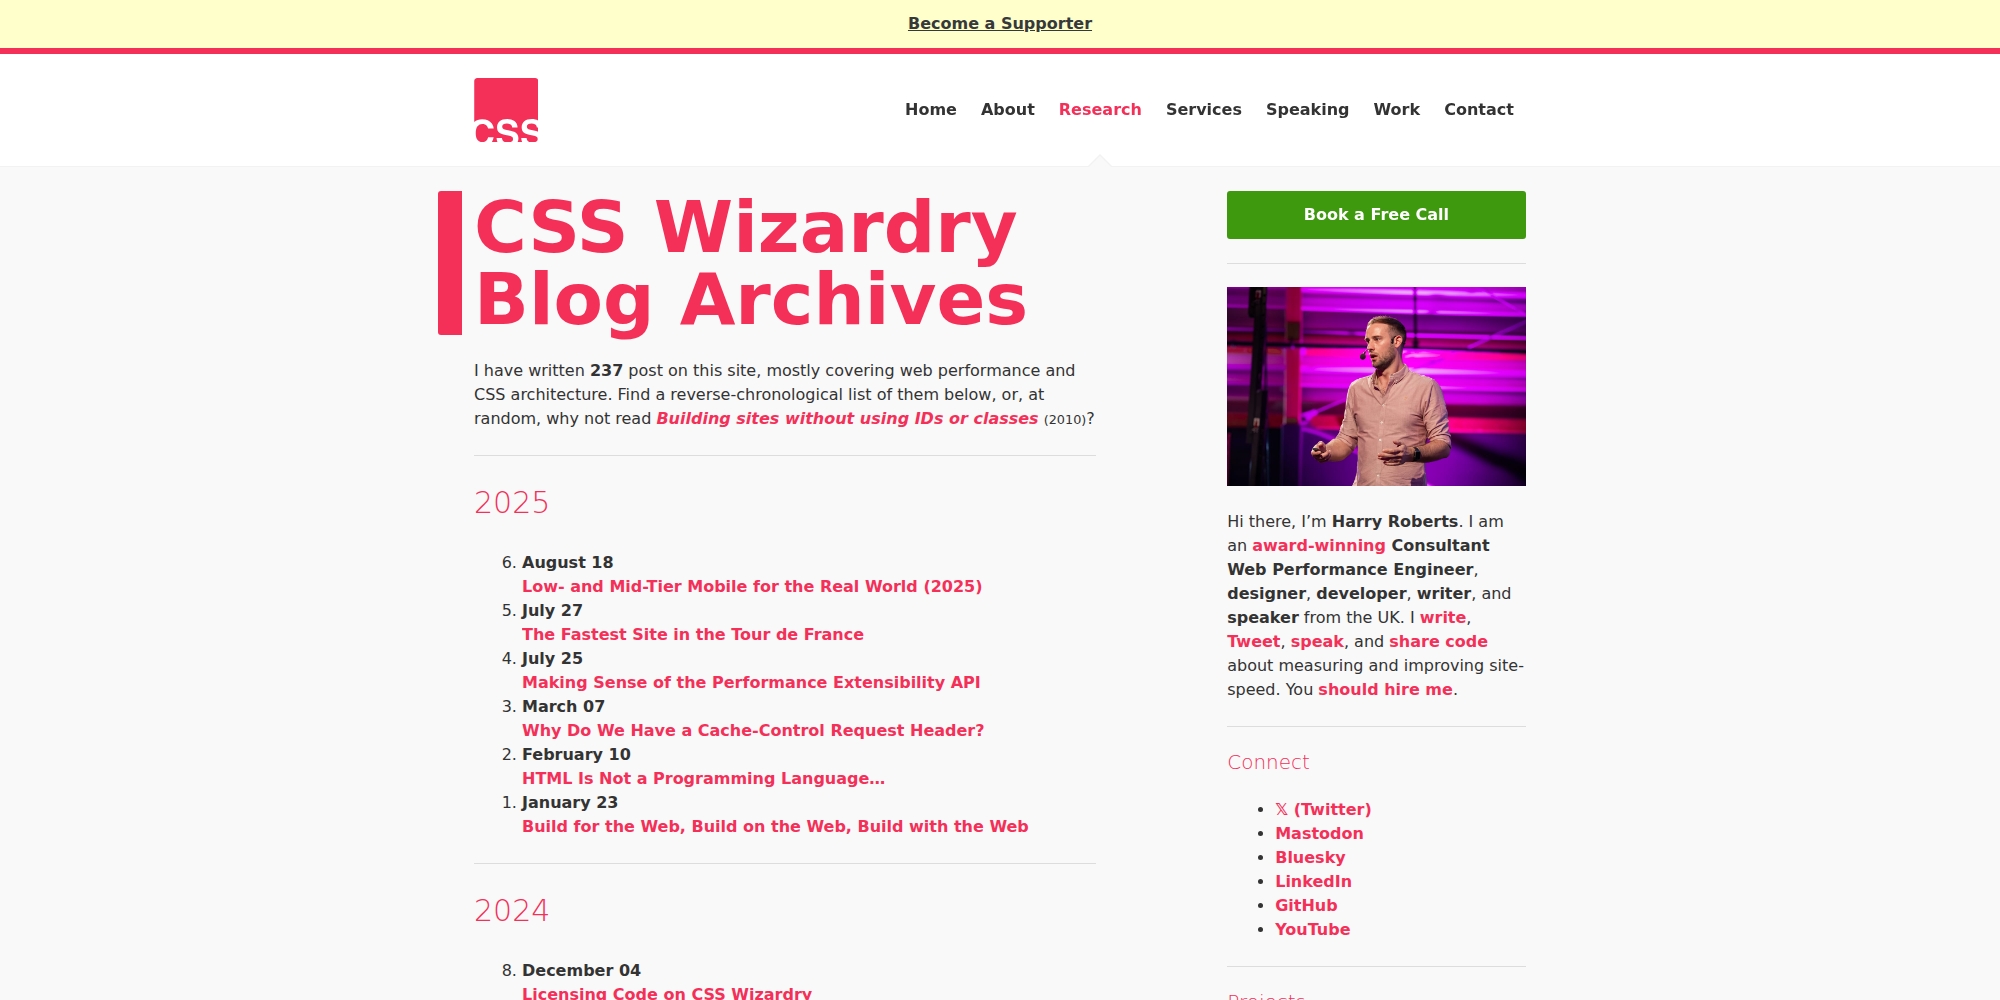 Become a Supporter
CSS
Home About Research Services Speaking Work Contact
CSS Wizardry
Blog Archives
I have written 237 post on this site, mostly covering web performance and
CSS architecture. Find a reverse-chronological list of them below, or, at
random, why not read Building sites without using IDs or classes (2010)?
2025
6. August 18
Low- and Mid-Tier Mobile for the Real World (2025)
5. July 27
The Fastest Site in the Tour de France
4. July 25
Making Sense of the Performance Extensibility API
3. March 07
Why Do We Have a Cache-Control Request Header?
2. February 10
HTML Is Not a Programming Language…
1. January 23
Build for the Web, Build on the Web, Build with the Web
2024
8. December 04
Licensing Code on CSS Wizardry
Book a Free Call
Hi there, I’m Harry Roberts. I am
an award-winning Consultant
Web Performance Engineer,
designer, developer, writer, and
speaker from the UK. I write,
Tweet, speak, and share code
about measuring and improving site-
speed. You should hire me.
Connect
• 𝕏 (Twitter)
• Mastodon
• Bluesky
• LinkedIn
• GitHub
• YouTube
Projects